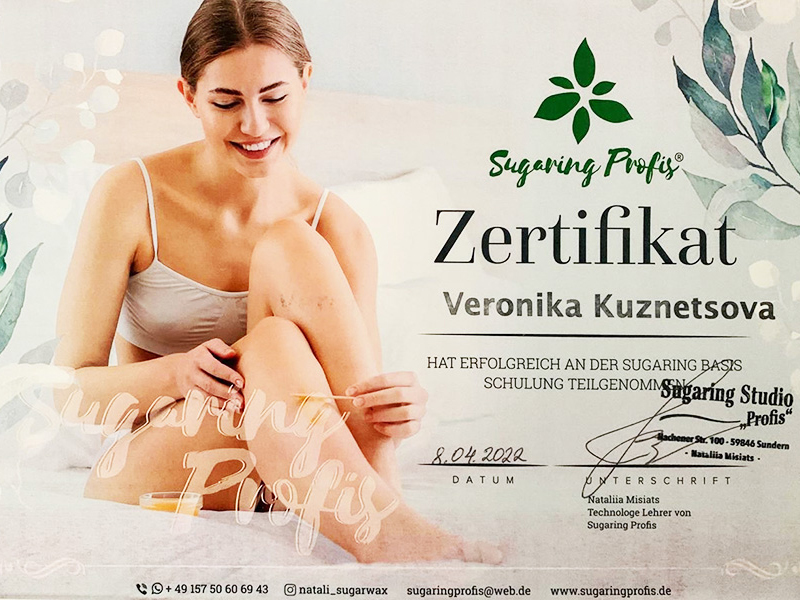 Sugaring Profis®
Zertifikat
Veronika Kuznetsova
HAT ERFOLGREICH AN DER SUGARING BASIS
SCHULUNG TEILGENOMMEN
Sugaring Studio
„Profis“
Str. 100 - 59846 Sundern
- Nataliia Misiats -
8.04.2022
DATUM
UNTERSCHRIFT
Nataliia Misiats
Technologe Lehrer von
Sugaring Profis
Sugaring
Profis
+ 49 157 50 60 69 43 natali_sugarwax sugaringprofis@web.de www.sugaringprofis.de